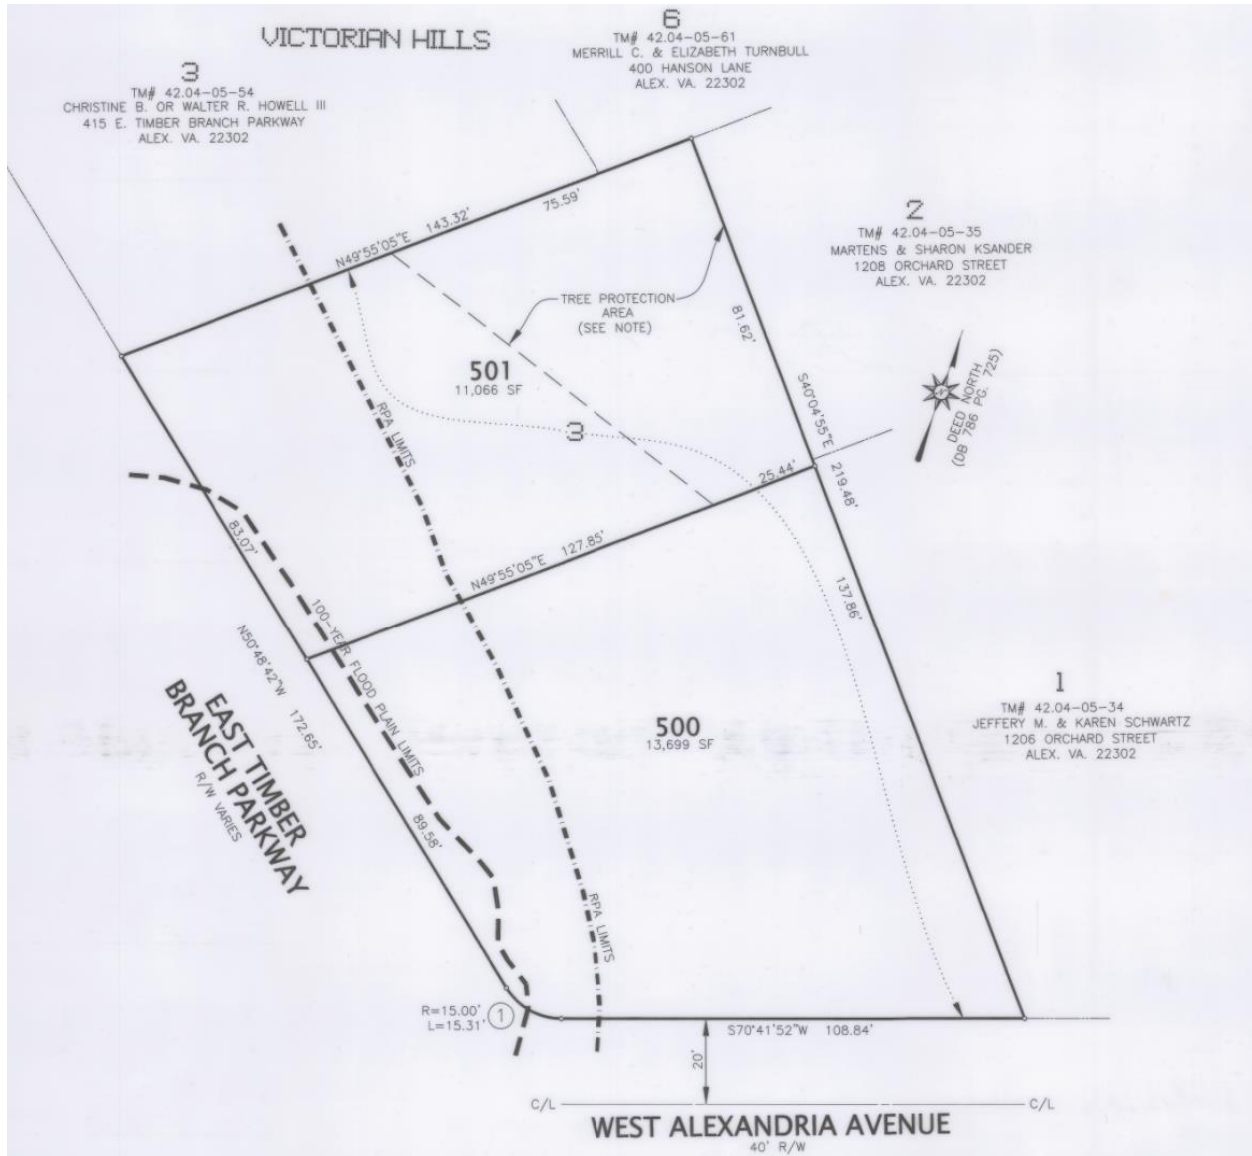 VICTORIAN HILLS
6
TM# 42.04-05-61
MERRILL C. & ELIZABETH TURNBULL
400 HANSON LANE
ALEX. VA. 22302
3
TM# 42.04-05-54
CHRISTINE B. OR WALTER R. HOWELL III
415 E. TIMBER BRANCH PARKWAY
ALEX. VA. 22302
N49°55'05"E 143.32'
75.59'
2
TM# 42.04-05-35
MARTENS & SHARON KSANDER
1208 ORCHARD STREET
ALEX. VA. 22302
TREE PROTECTION
AREA
(SEE NOTE)
81.62'
501
11,066 SF
3
RPA LIMITS
S40°04'55"E 219.48'
DEED NORTH
(DB 786 PG. 725)
25.44'
N49°55'05"E 127.85'
83.07'
137.86'
100-YEAR FLOOD PLAIN LIMITS
N50°48'42"W 172.65'
EAST TIMBER
BRANCH PARKWAY
R/W VARIES
500
13,699 SF
1
TM# 42.04-05-34
JEFFERY M. & KAREN SCHWARTZ
1206 ORCHARD STREET
ALEX. VA. 22302
89.58'
RPA LIMITS
R=15.00'
L=15.31'
1
S70°41'52"W 108.84'
20'
C/L
C/L
WEST ALEXANDRIA AVENUE
40' R/W